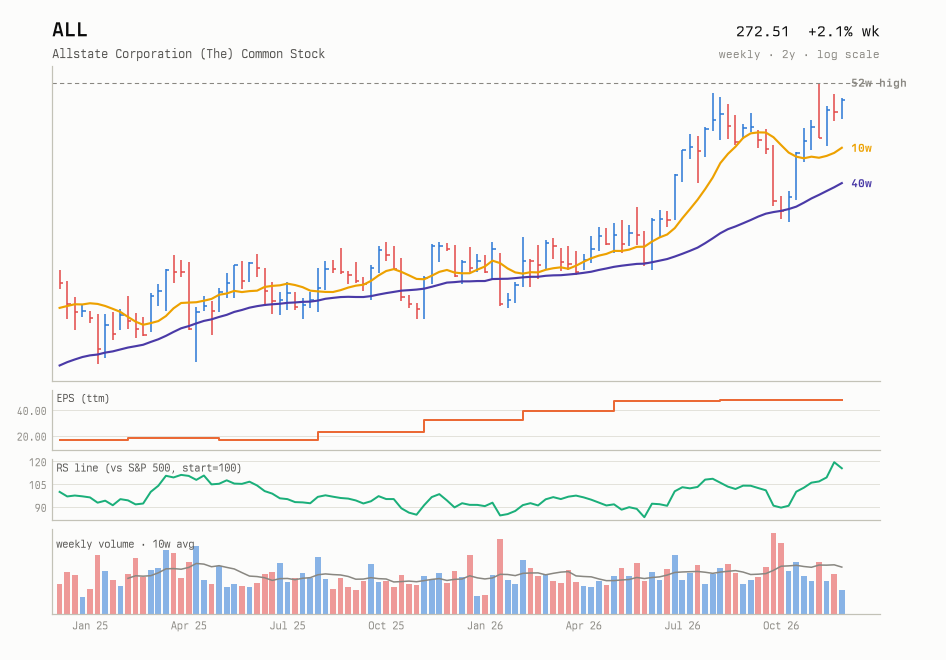 ALL
272.51 +2.1% wk
Allstate Corporation (The) Common Stock
weekly · 2y · log scale
52w high
10w
40w
EPS (ttm)
40.00
20.00
RS line (vs S&P 500, start=100)
120
105
90
weekly volume · 10w avg
Jan 25 Apr 25 Jul 25 Oct 25 Jan 26 Apr 26 Jul 26 Oct 26